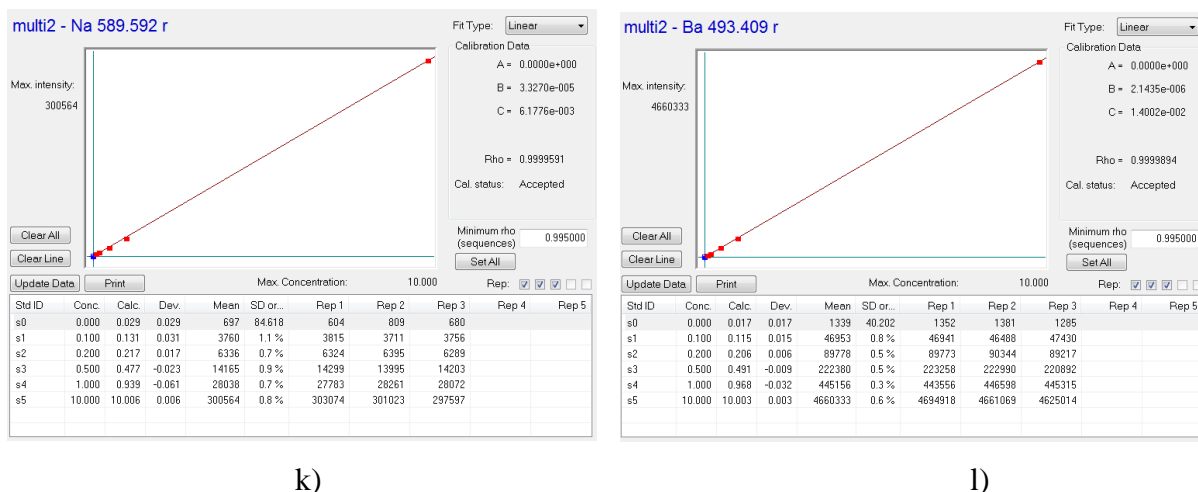 multi2 - Na 589.592 r
Fit Type: Linear
Calibration Data
A = 0.0000e+000
B = 3.3270e-005
C = 6.1776e-003
Rho = 0.9999591
Cal. status: Accepted
Max. intensity:
300564
Clear All
Clear Line
Minimum rho
(sequences) 0.995000
Set All
Update Data Print Max. Concentration: 10.000 Rep:
Std ID Conc. Calc. Dev. Mean SD or... Rep 1 Rep 2 Rep 3 Rep 4 Rep 5
s0 0.000 0.029 0.029 697 84.618 604 809 680
s1 0.100 0.131 0.031 3760 1.1 % 3815 3711 3756
s2 0.200 0.217 0.017 6336 0.7 % 6324 6395 6289
s3 0.500 0.477 -0.023 14165 0.9 % 14299 13995 14203
s4 1.000 0.939 -0.061 28038 0.7 % 27783 28261 28072
s5 10.000 10.006 0.006 300564 0.8 % 303074 301023 297597
k)
multi2 - Ba 493.409 r
Fit Type: Linear
Calibration Data
A = 0.0000e+000
B = 2.1435e-006
C = 1.4002e-002
Rho = 0.9999894
Cal. status: Accepted
Max. intensity:
4660333
Clear All
Clear Line
Minimum rho
(sequences) 0.995000
Set All
Update Data Print Max. Concentration: 10.000 Rep:
Std ID Conc. Calc. Dev. Mean SD or... Rep 1 Rep 2 Rep 3 Rep 4 Rep 5
s0 0.000 0.017 0.017 1339 40.202 1352 1381 1285
s1 0.100 0.115 0.015 46953 0.8 % 46941 46488 47430
s2 0.200 0.206 0.006 89778 0.5 % 89773 90344 89217
s3 0.500 0.491 -0.009 222380 0.5 % 223258 222990 220892
s4 1.000 0.968 -0.032 445156 0.3 % 443556 446598 445315
s5 10.000 10.003 0.003 4660333 0.6 % 4694918 4661069 4625014
l)